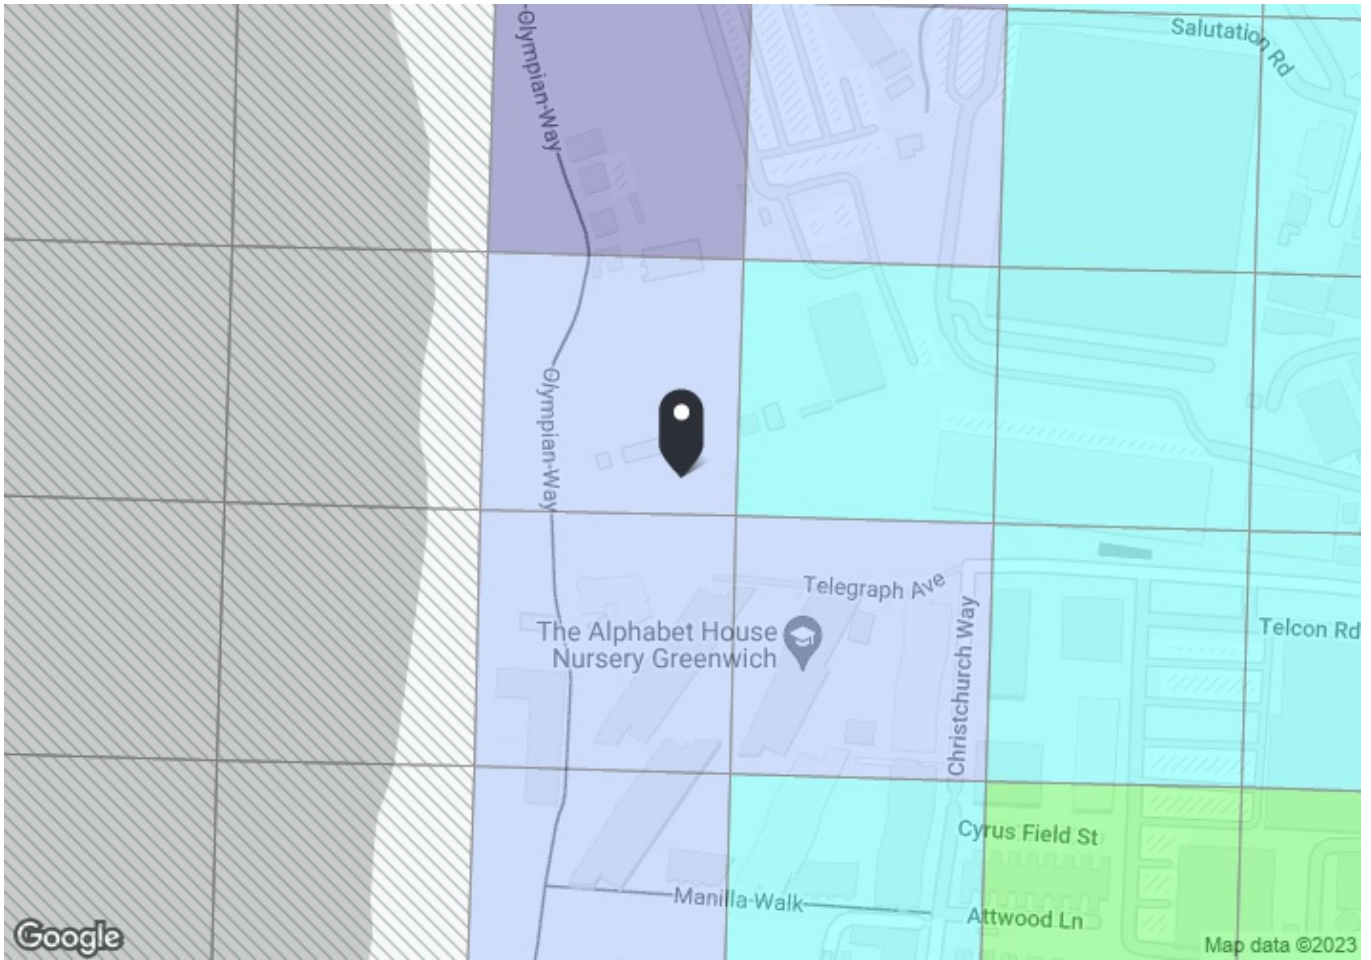 Olympian Way
Salutation Rd
Olympian Way
Telegraph Ave
The Alphabet House
Nursery Greenwich
Christchurch Way
Telcon Rd
Cyrus Field St
Manilla Walk
Attwood Ln
Google
Map data ©2023